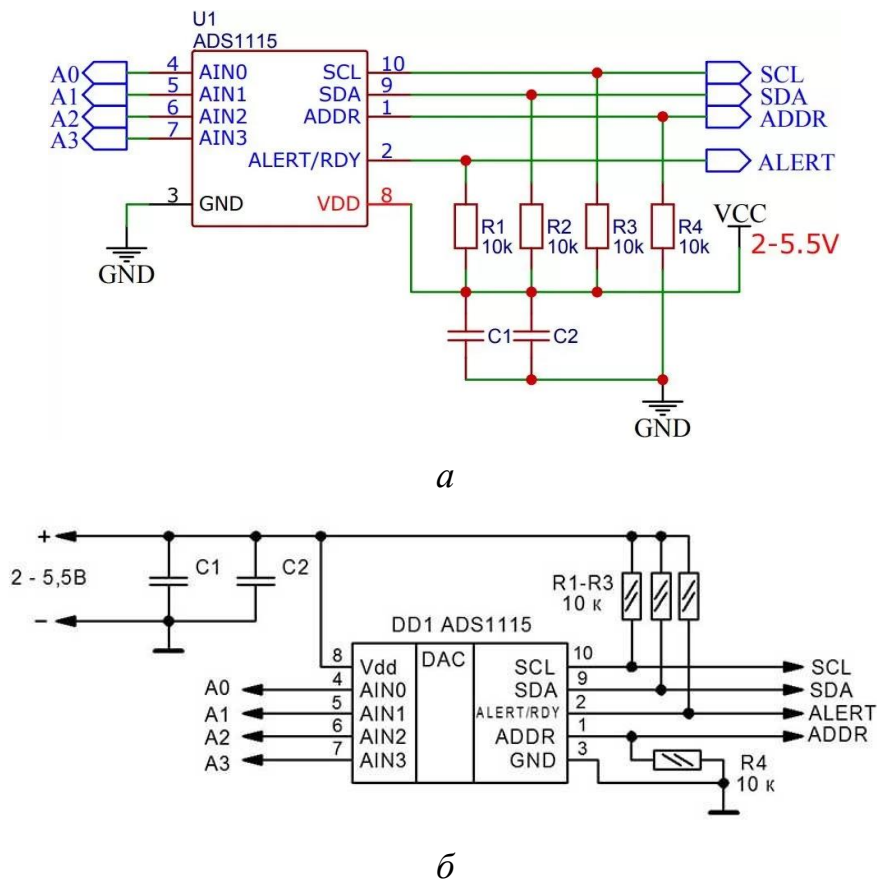 U1
ADS1115
A0 4 AIN0 SCL 10 SCL
A1 5 AIN1 SDA 9 SDA
A2 6 AIN2 ADDR 1 ADDR
A3 7 AIN3
ALERT/RDY 2 ALERT
3 GND VDD 8
R1 R2 R3 R4 VCC
10k 10k 10k 10k 2-5.5V
GND
C1 C2
GND
а
+
C1 C2
2 - 5,5В
R1-R3
10 к
−
DD1 ADS1115
8 Vdd DAC SCL 10 SCL
A0 4 AIN0 SDA 9 SDA
A1 5 AIN1 ALERT/RDY 2 ALERT
A2 6 AIN2 ADDR 1 ADDR
A3 7 AIN3 GND 3
R4
10 к
б